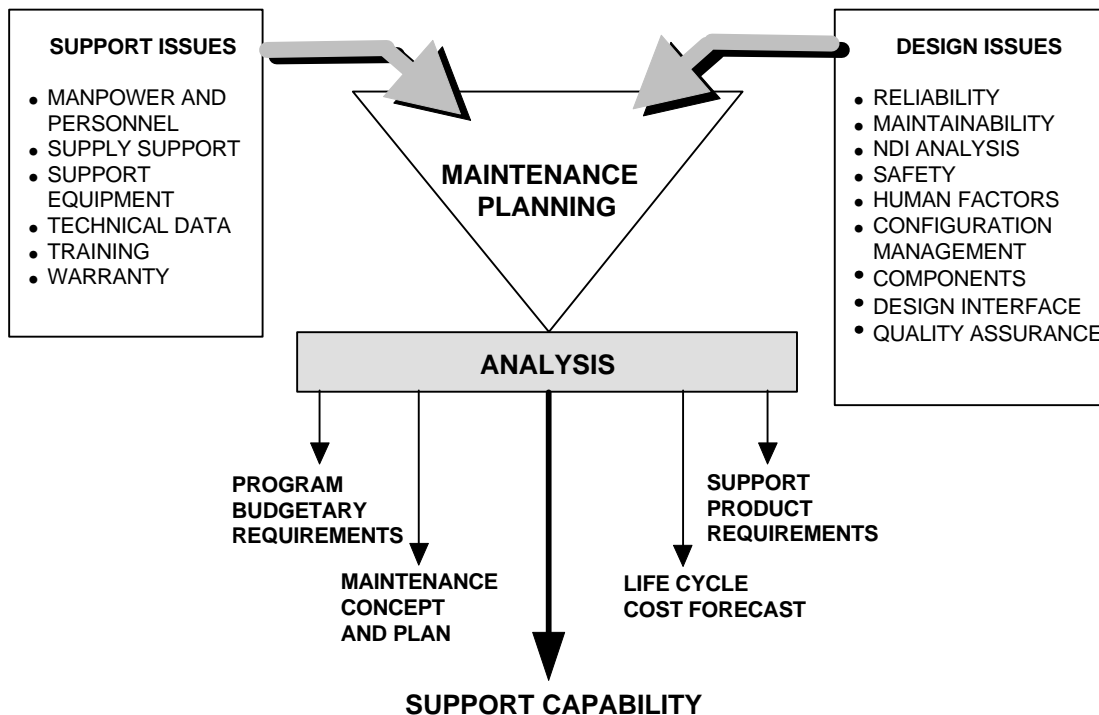 SUPPORT ISSUES
• MANPOWER AND
PERSONNEL
• SUPPLY SUPPORT
• SUPPORT
EQUIPMENT
• TECHNICAL DATA
• TRAINING
• WARRANTY
DESIGN ISSUES
• RELIABILITY
• MAINTAINABILITY
• NDI ANALYSIS
• SAFETY
• HUMAN FACTORS
• CONFIGURATION
MANAGEMENT
• COMPONENTS
• DESIGN INTERFACE
• QUALITY ASSURANCE
MAINTENANCE
PLANNING
ANALYSIS
PROGRAM
BUDGETARY
REQUIREMENTS
MAINTENANCE
CONCEPT
AND PLAN
LIFE CYCLE
COST FORECAST
SUPPORT
PRODUCT
REQUIREMENTS
SUPPORT CAPABILITY